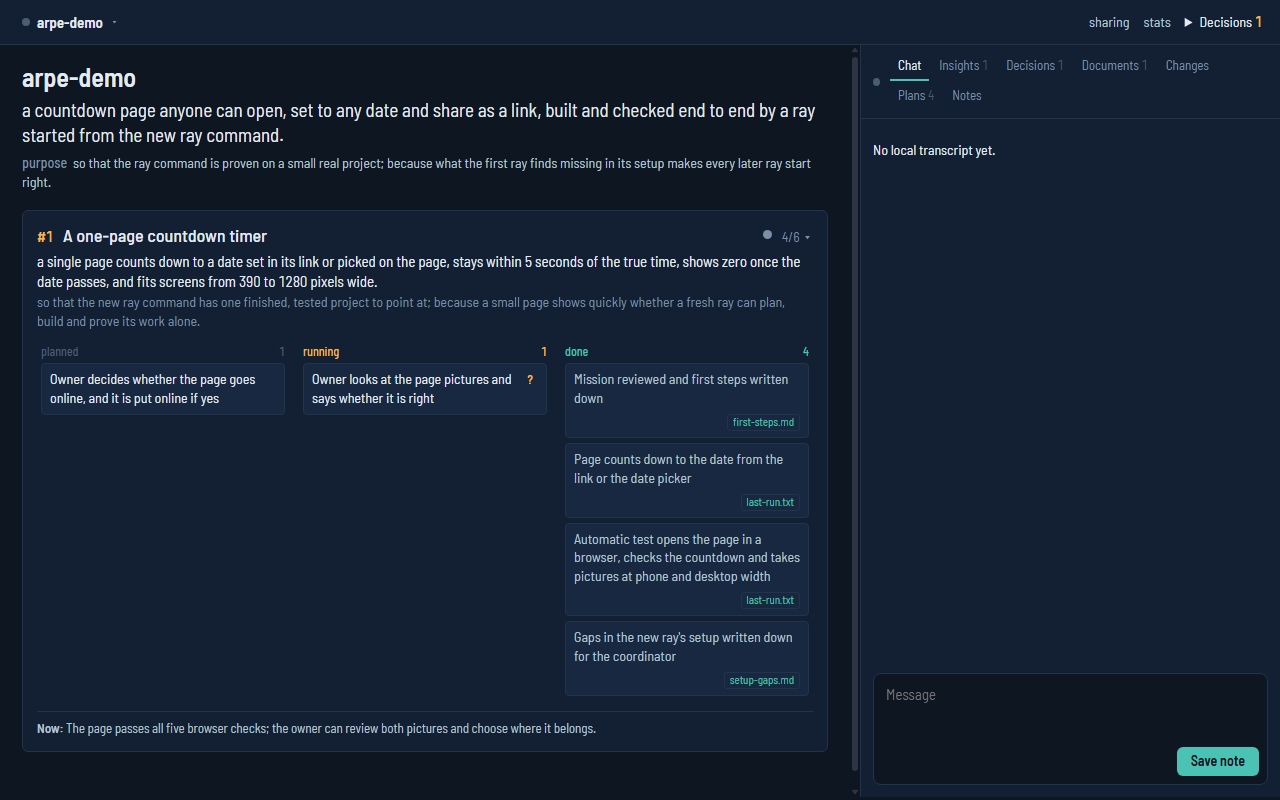 arpe-demo
sharing stats ▶ Decisions 1
arpe-demo
a countdown page anyone can open, set to any date and share as a link, built and checked end to end by a ray
started from the new ray command.
purpose so that the ray command is proven on a small real project; because what the first ray finds missing in its setup makes every later ray start
right.
#1 A one-page countdown timer 4/6
a single page counts down to a date set in its link or picked on the page, stays within 5 seconds of the true time, shows zero once the
date passes, and fits screens from 390 to 1280 pixels wide.
so that the new ray command has one finished, tested project to point at; because a small page shows quickly whether a fresh ray can plan,
build and prove its work alone.
planned 1
Owner decides whether the page goes
online, and it is put online if yes
running 1
Owner looks at the page pictures and ?
says whether it is right
done 4
Mission reviewed and first steps written
down
first-steps.md
Page counts down to the date from the
link or the date picker
last-run.txt
Automatic test opens the page in a
browser, checks the countdown and takes
pictures at phone and desktop width
last-run.txt
Gaps in the new ray's setup written down
for the coordinator
setup-gaps.md
Now: The page passes all five browser checks; the owner can review both pictures and choose where it belongs.
Chat Insights 1 Decisions 1 Documents 1 Changes
Plans 4 Notes
No local transcript yet.
Message
Save note